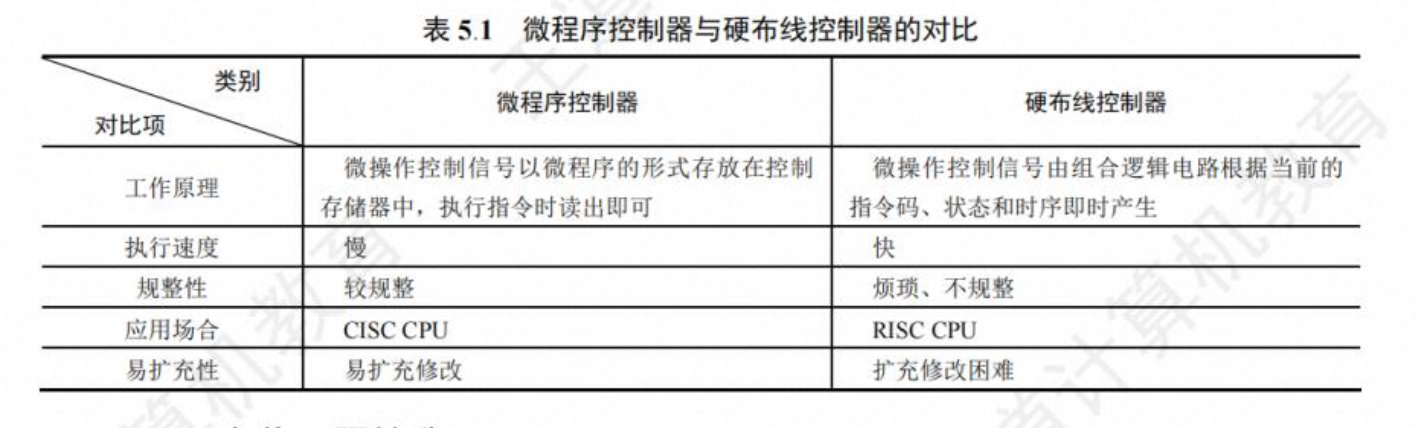 表 5.1 微程序控制器与硬布线控制器的对比
类别
对比项
微程序控制器
硬布线控制器
工作原理
微操作控制信号以微程序的形式存放在控制
存储器中，执行指令时读出即可
微操作控制信号由组合逻辑电路根据当前的
指令码、状态和时序即时产生
执行速度
慢
快
规整性
较规整
烦琐、不规整
应用场合
CISC CPU
RISC CPU
易扩充性
易扩充修改
扩充修改困难